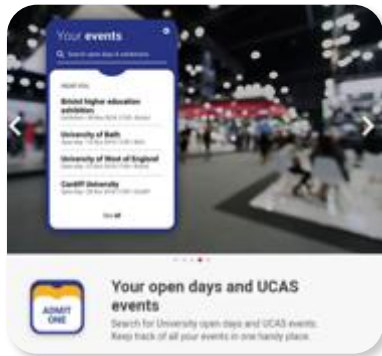 Your events
Search open days & exhibitions
NEAR YOU
Bristol higher education
exhibition
University of Bath
University of West of England
Cardiff University
See all
ADMIT
ONE
Your open days and UCAS
events
Search for University open days and UCAS events.
Keep track of all your events in one handy place.